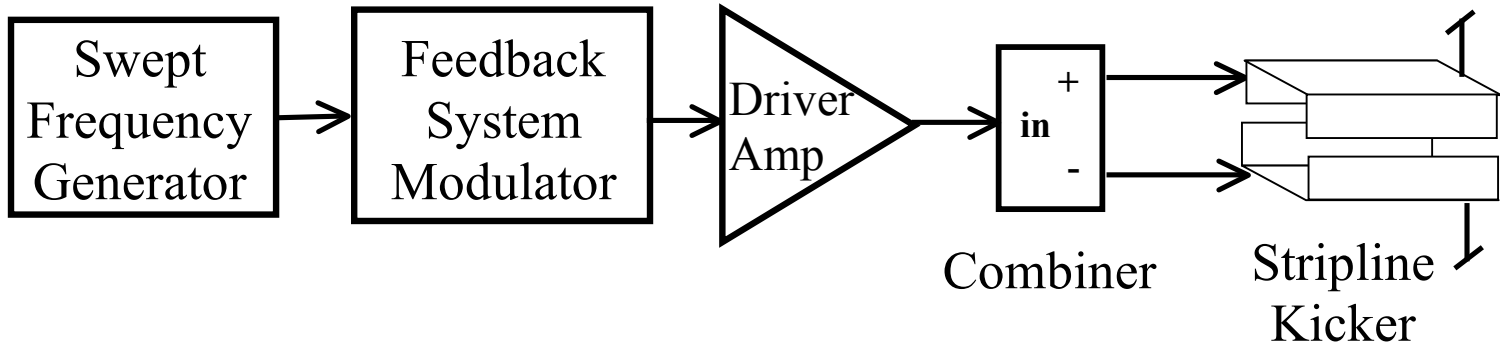 Swept
Frequency
Generator
Feedback
System
Modulator
Driver
Amp
+
in
-
Combiner
Stripline
Kicker